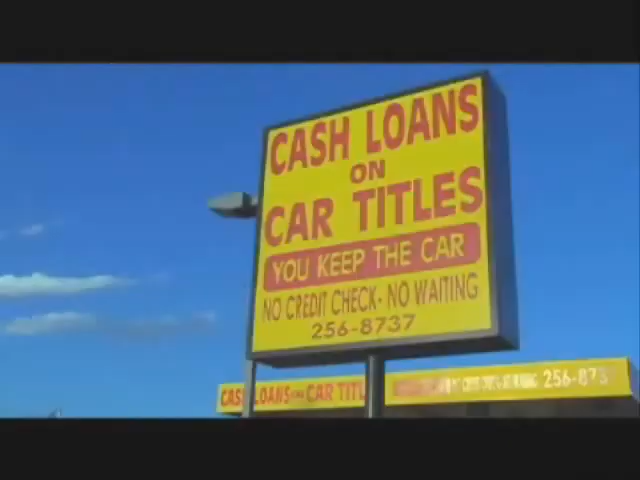 CASH LOANS
ON
CAR TITLES
YOU KEEP THE CAR
NO CREDIT CHECK- NO WAITING
256-8737
CASH LOANS CAR TITL
256-873